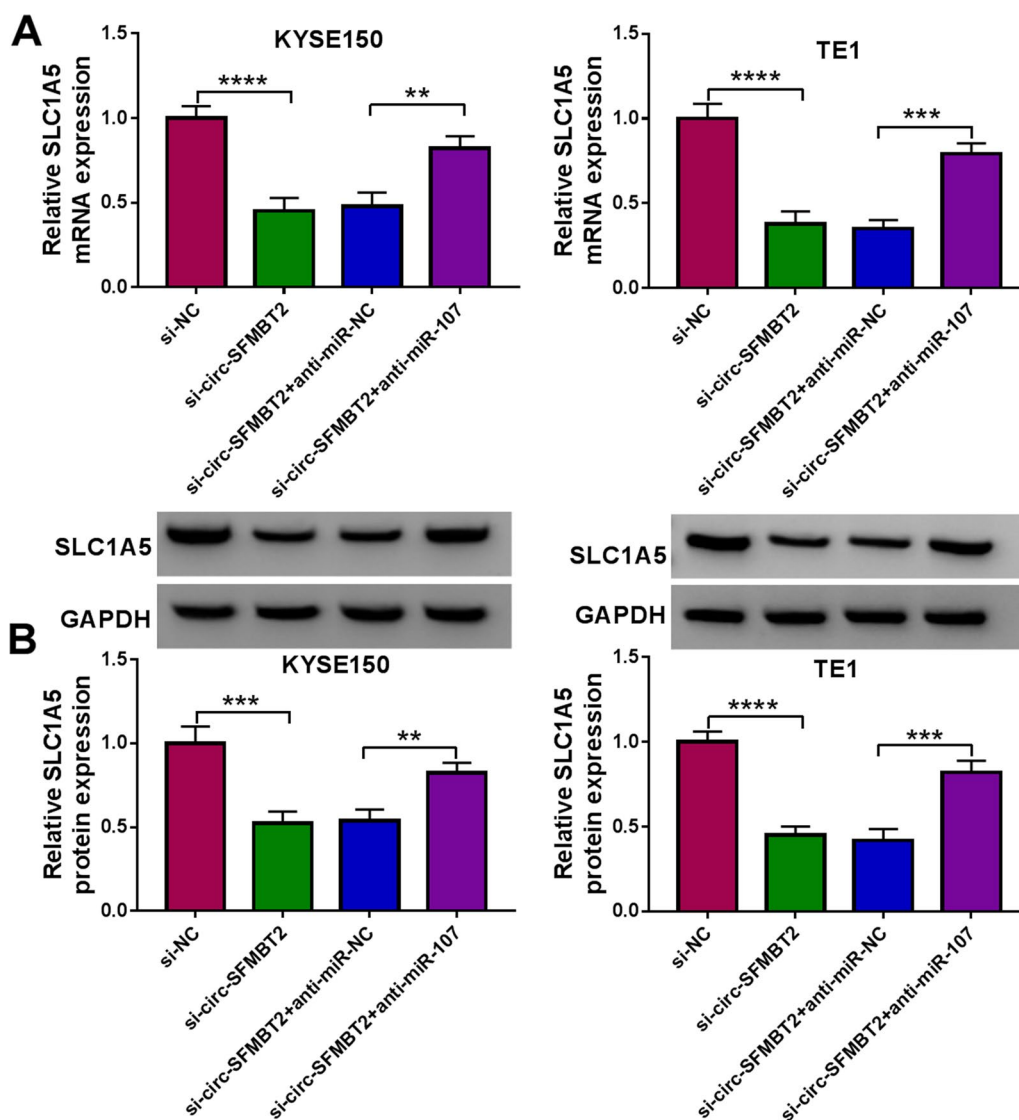 A
KYSE150
Relative SLC1A5
mRNA expression
1.5
1.0
0.5
0.0
****
**
si-NC
si-circ-SFMBT2
si-circ-SFMBT2+anti-miR-NC
si-circ-SFMBT2+anti-miR-107
TE1
Relative SLC1A5
mRNA expression
1.5
1.0
0.5
0.0
****
***
si-NC
si-circ-SFMBT2
si-circ-SFMBT2+anti-miR-NC
si-circ-SFMBT2+anti-miR-107
SLC1A5
GAPDH
SLC1A5
GAPDH
B
KYSE150
Relative SLC1A5
protein expression
1.5
1.0
0.5
0.0
***
**
si-NC
si-circ-SFMBT2
si-circ-SFMBT2+anti-miR-NC
si-circ-SFMBT2+anti-miR-107
TE1
Relative SLC1A5
protein expression
1.5
1.0
0.5
0.0
****
***
si-NC
si-circ-SFMBT2
si-circ-SFMBT2+anti-miR-NC
si-circ-SFMBT2+anti-miR-107